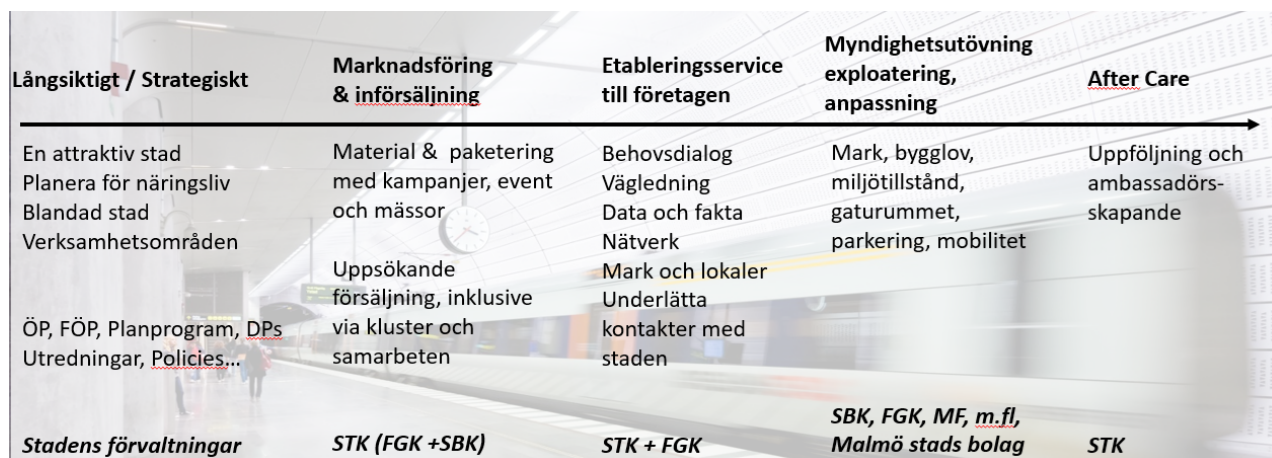 Långsiktigt / Strategiskt
Marknadsföring
& införsäljning
Etableringsservice
till företagen
Myndighetsutövning
exploatering,
anpassning
After Care
En attraktiv stad
Planera för näringsliv
Blandad stad
Verksamhetsområden
ÖP, FÖP, Planprogram, DPs
Utredningar, Policies...
Stadens förvaltningar
Material & paketering
med kampanjer, event
och mässor
Uppsökande
försäljning, inklusive
via kluster och
samarbeten
STK (FGK +SBK)
Behovsdialog
Vägledning
Data och fakta
Nätverk
Mark och lokaler
Underlätta
kontakter med
staden
STK + FGK
Mark, bygglov,
miljötillstånd,
gaturummet,
parkering, mobilitet
SBK, FGK, MF, m.fl,
Malmö stads bolag
Uppföljning och
ambassadörs-
skapande
STK